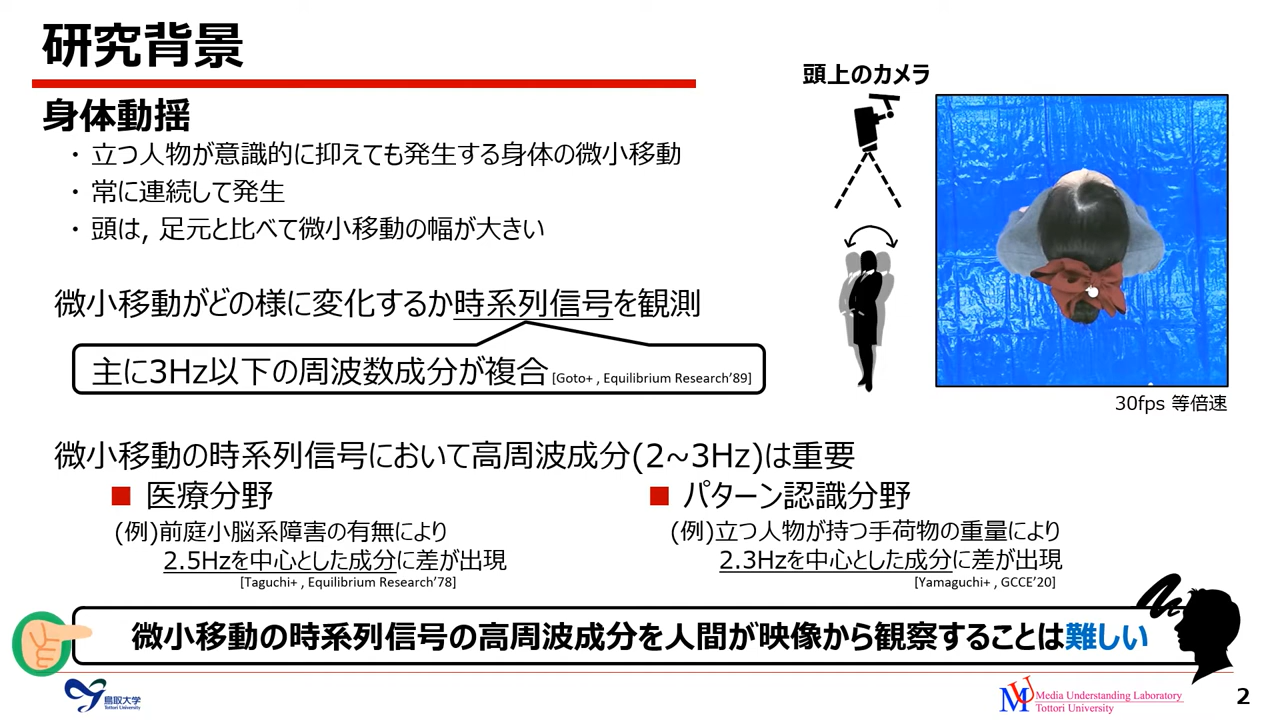 研究背景
身体動揺
・ 立つ人物が意識的に抑えても発生する身体の微小移動
・ 常に連続して発生
・ 頭は, 足元と比べて微小移動の幅が大きい
頭上のカメラ
30fps 等倍速
微小移動がどの様に変化するか時系列信号を観測
主に3Hz以下の周波数成分が複合 [Goto+ , Equilibrium Research’89]
微小移動の時系列信号において高周波成分(2~3Hz)は重要
■ 医療分野
(例)前庭小脳系障害の有無により
2.5Hzを中心とした成分に差が出現
[Taguchi+ , Equilibrium Research’78]
■ パターン認識分野
(例)立つ人物が持つ手荷物の重量により
2.3Hzを中心とした成分に差が出現
[Yamaguchi+ , GCCE’20]
微小移動の時系列信号の高周波成分を人間が映像から観察することは難しい
鳥取大学
Tottori University
MU Media Understanding Laboratory
Tottori University
2